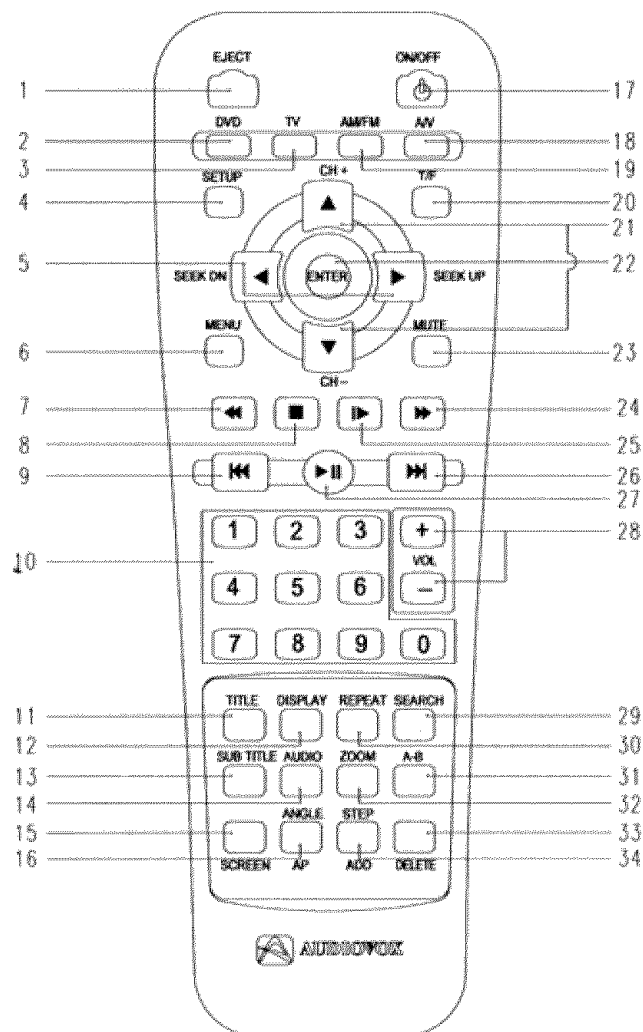 EJECT ON/OFF
1 17
DVD TV AM/FM A/V
2 18
3 19
SETUP CH + T/F
4 20
21
5 22
SEEK DN ENTER SEEK UP
MENU MUTE
6 23
CH -
7 24
8 25
9 26
27
1 2 3 + 28
10 VOL
4 5 6 -
7 8 9 0
TITLE DISPLAY REPEAT SEARCH
11 29
12 30
SUB TITLE AUDIO ZOOM A-B
13 31
14 32
ANGLE STEP
15 33
16 34
SCREEN AP ADD DELETE
AUDIOVOX